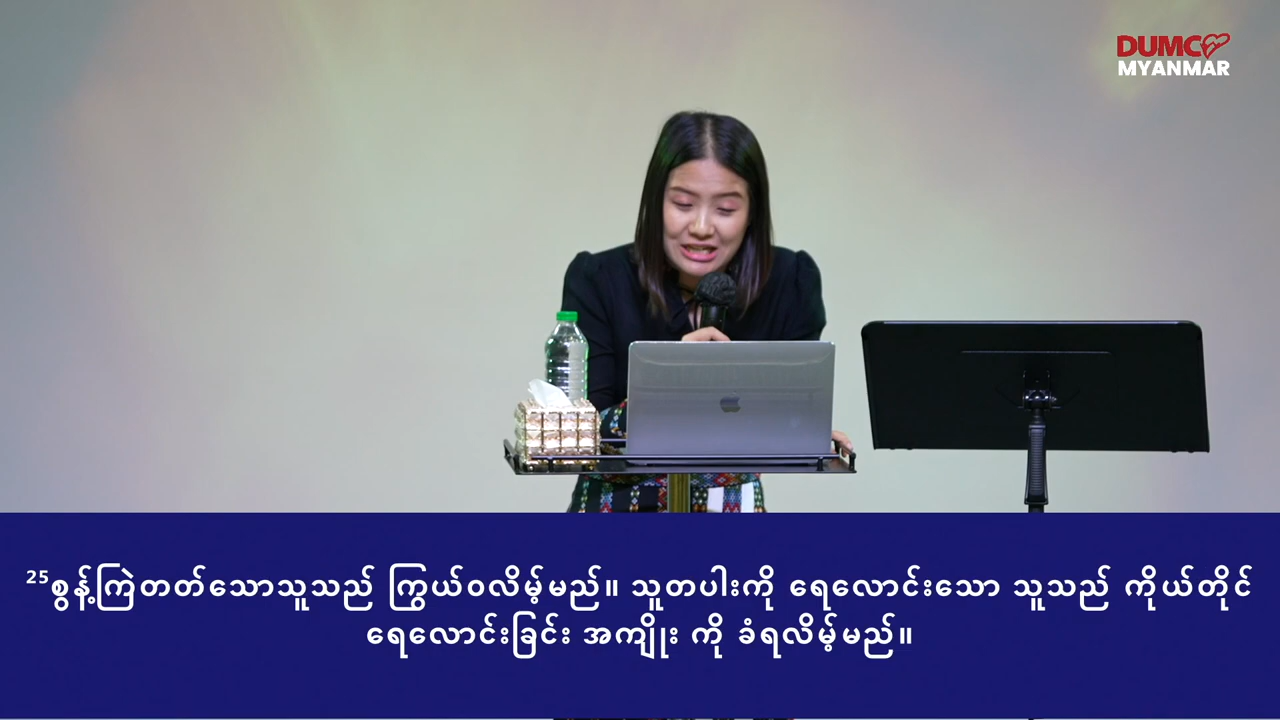 DUMC
MYANMAR
²⁵စွန့်ကြဲတတ်သောသူသည် ကြွယ်ဝလိမ့်မည်။ သူတပါးကို ရေလောင်းသော သူသည် ကိုယ်တိုင်
ရေလောင်းခြင်း အကျိုး ကို ခံရလိမ့်မည်။